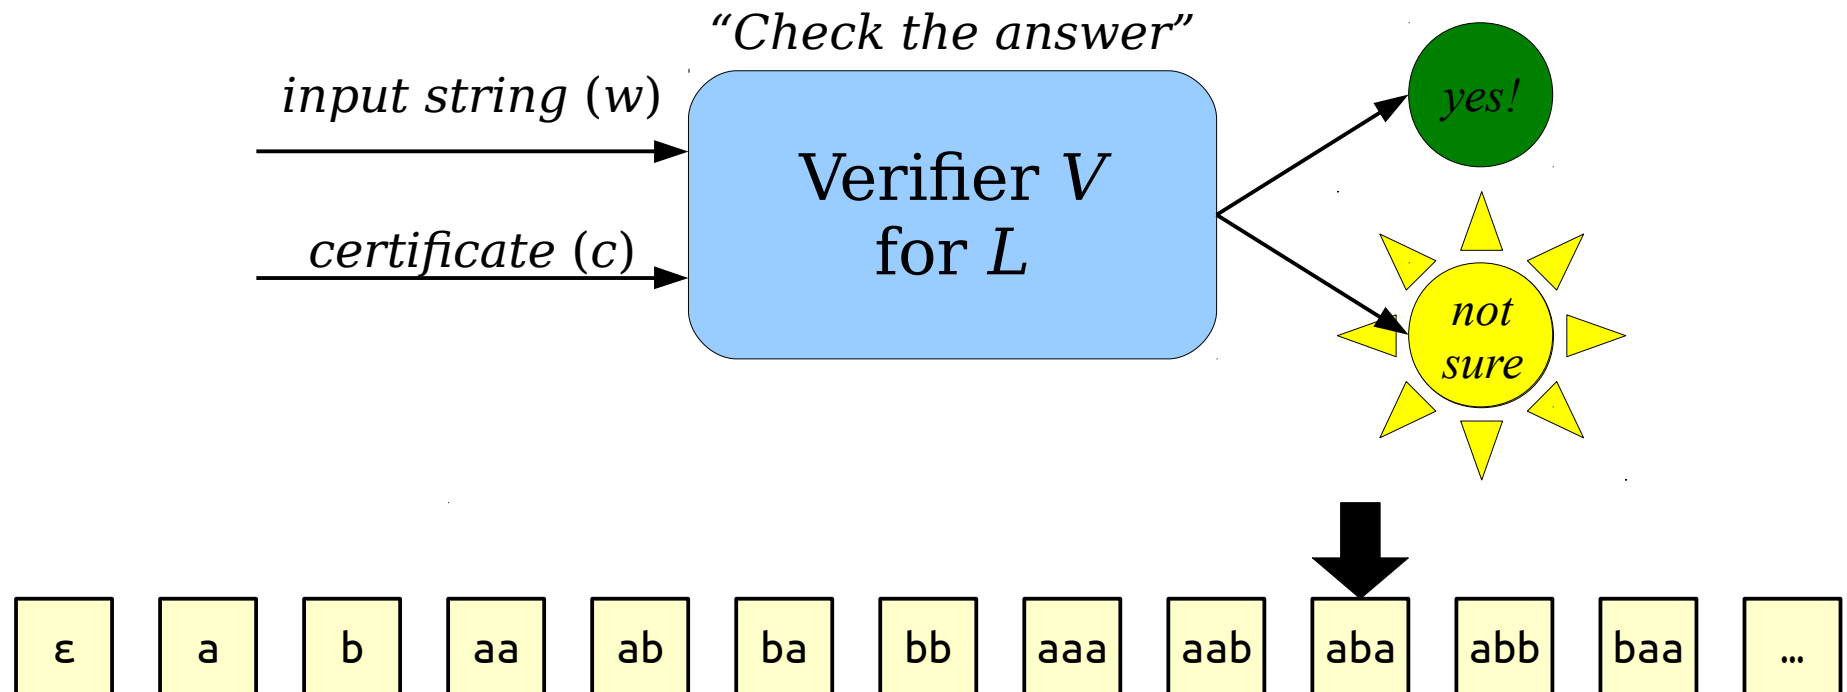 “Check the answer”
input string (w)
certificate (c)
Verifier V
for L
yes!
not
sure
ε a b aa ab ba bb aaa aab aba abb baa ...